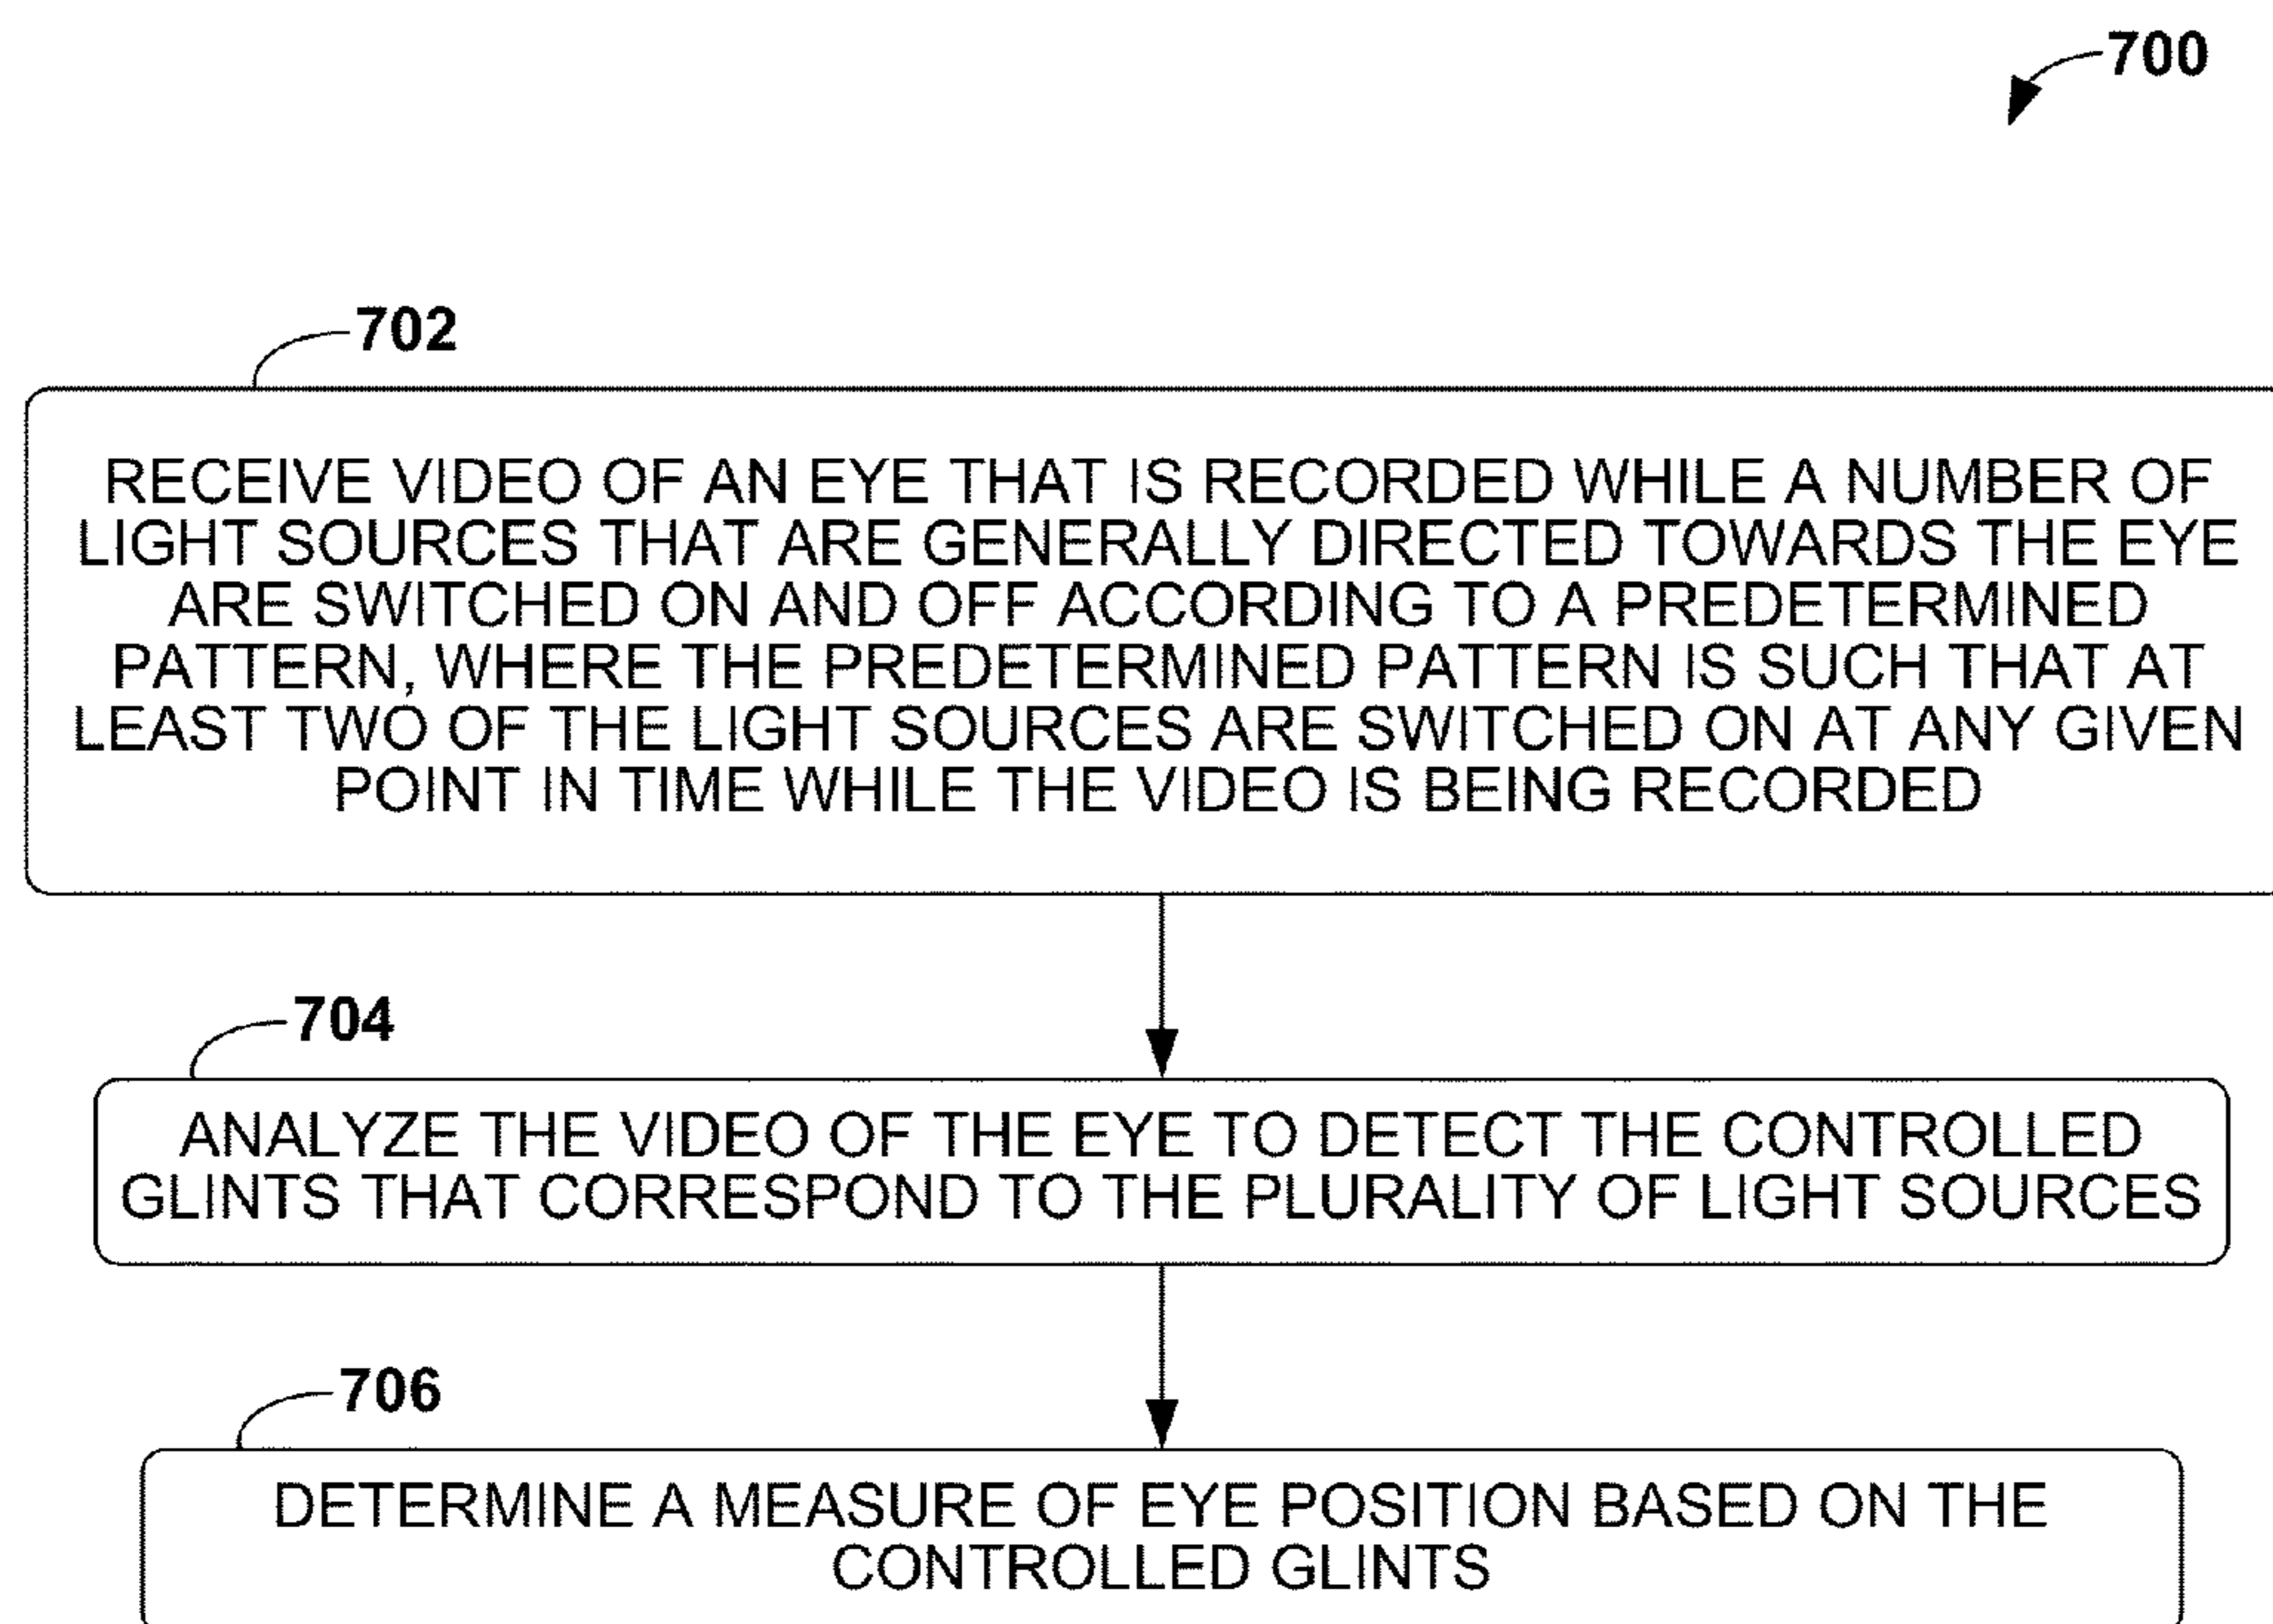 700
702
RECEIVE VIDEO OF AN EYE THAT IS RECORDED WHILE A NUMBER OF
LIGHT SOURCES THAT ARE GENERALLY DIRECTED TOWARDS THE EYE
ARE SWITCHED ON AND OFF ACCORDING TO A PREDETERMINED
PATTERN, WHERE THE PREDETERMINED PATTERN IS SUCH THAT AT
LEAST TWO OF THE LIGHT SOURCES ARE SWITCHED ON AT ANY GIVEN
POINT IN TIME WHILE THE VIDEO IS BEING RECORDED
704
ANALYZE THE VIDEO OF THE EYE TO DETECT THE CONTROLLED
GLINTS THAT CORRESPOND TO THE PLURALITY OF LIGHT SOURCES
706
DETERMINE A MEASURE OF EYE POSITION BASED ON THE
CONTROLLED GLINTS